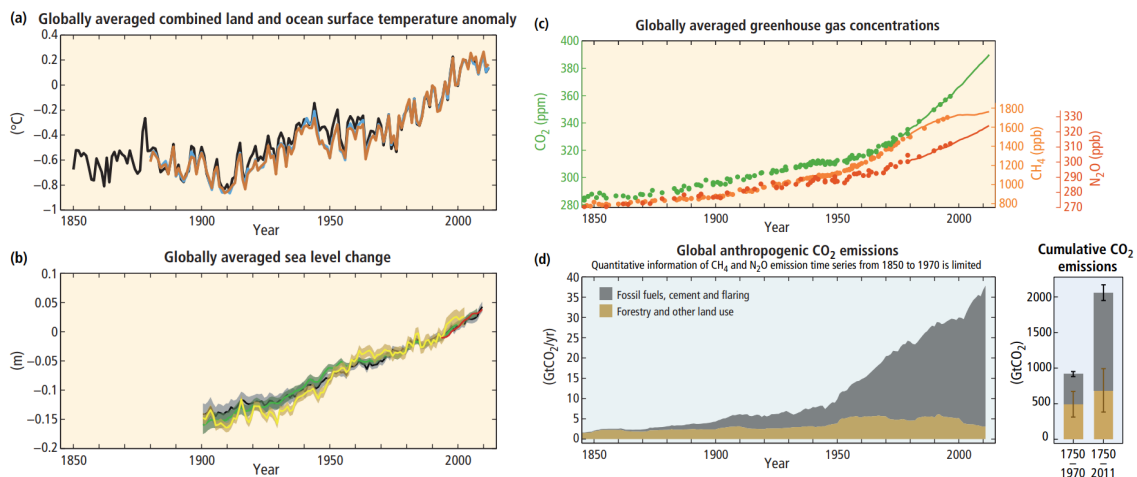 (a)
Globally averaged combined land and ocean surface temperature anomaly
0.4
0.2
0
−0.2
−0.4
−0.6
−0.8
−1
(°C)
1850
1900
1950
2000
Year
(b)
Globally averaged sea level change
0.05
0
−0.05
−0.1
−0.15
−0.2
(m)
1850
1900
1950
2000
Year
(c)
Globally averaged greenhouse gas concentrations
400
380
360
340
320
300
280
CO2 (ppm)
1800
1600
1400
1200
1000
800
CH4 (ppb)
330
320
310
300
290
280
270
N2O (ppb)
1850
1900
1950
2000
Year
(d)
Global anthropogenic CO2 emissions
Quantitative information of CH4 and N2O emission time series from 1850 to 1970 is limited
40
35
30
25
20
15
10
5
0
(GtCO2/yr)
Fossil fuels, cement and flaring
Forestry and other land use
1850
1900
1950
2000
Year
Cumulative CO2
emissions
2000
1500
1000
500
0
(GtCO2)
1750
–
1970
1750
–
2011